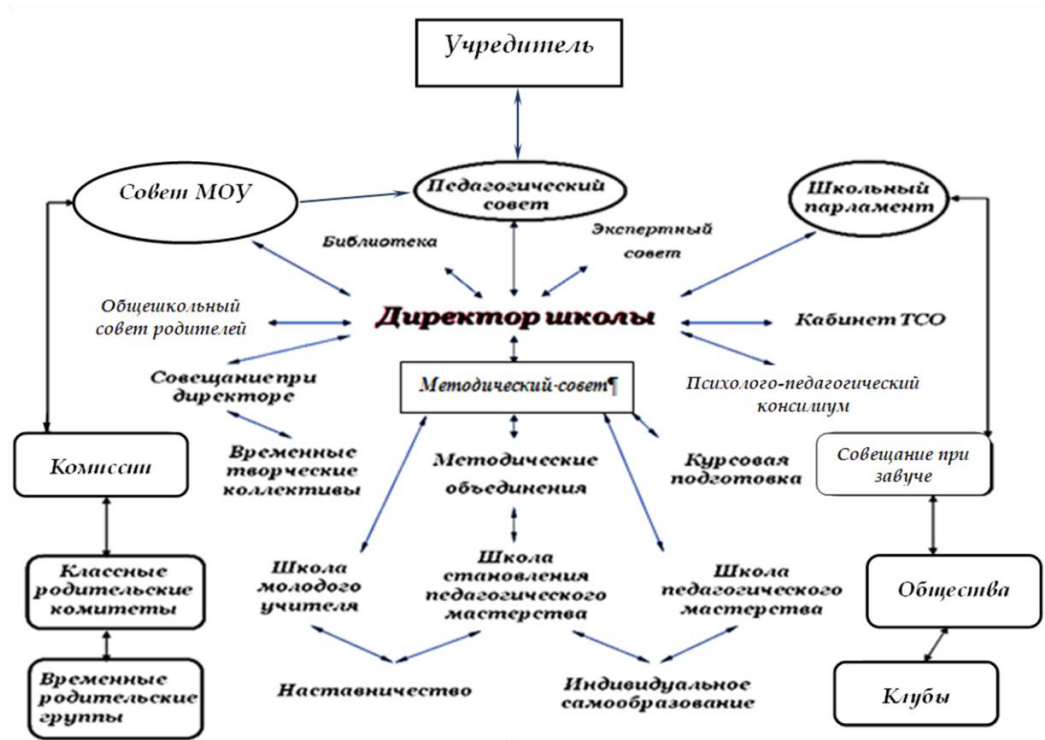 Учредитель
Совет МОУ
Педагогический
совет
Школьный
парламент
Библиотека
Экспертный
совет
Общешкольный
совет родителей
Директор школы
Кабинет ТСО
Совещание при
директоре
Методический·совет¶
Психолого-педагогический
консилиум
Комиссии
Временные
творческие
коллективы
Методические
объединения
Курсовая
подготовка
Совещание при
завуче
Классные
родительские
комитеты
Школа
молодого
учителя
Школа
становления
педагогического
мастерства
Школа
педагогического
мастерства
Общества
Временные
родительские
группы
Наставничество
Индивидуальное
самообразование
Клубы